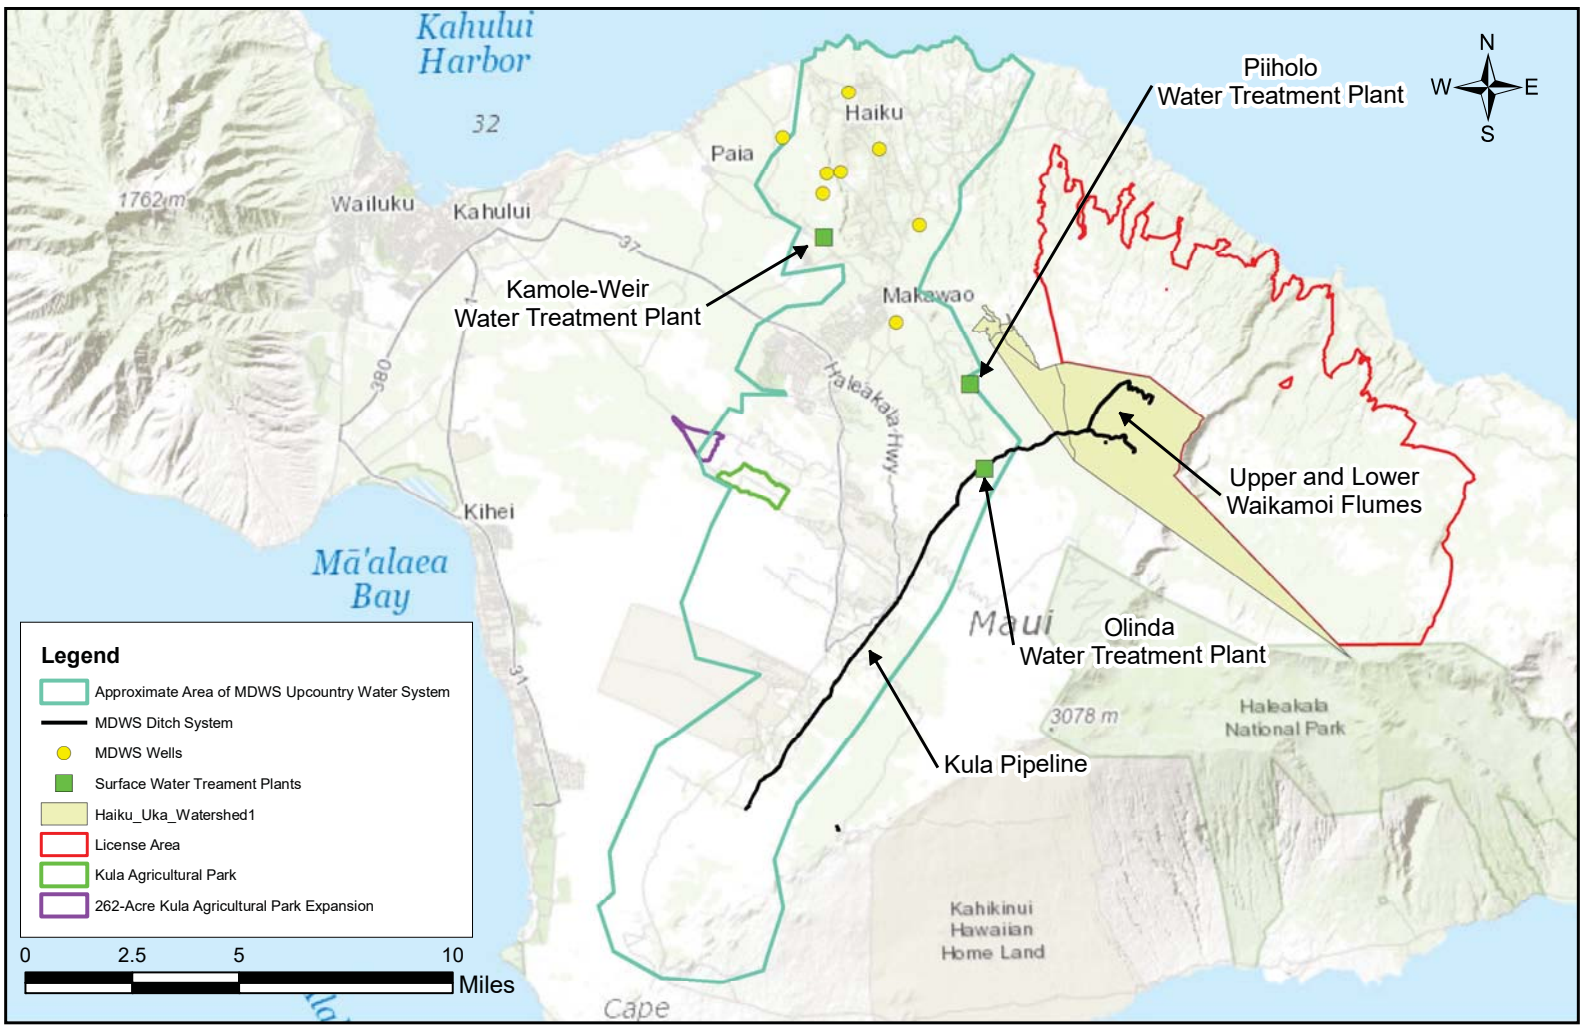 Kahului
Harbor
32
N
W
E
S
Piiholo
Water Treatment Plant
Haiku
Paia
1762 m
Wailuku
Kahului
37
Kamole-Weir
Water Treatment Plant
Makawao
380
Haleakala Hwy
Kihei
Upper and Lower
Waikamoi Flumes
Mā'alaea
Bay
Maui
Olinda
Water Treatment Plant
31
Haleakala
National Park
3078 m
Kula Pipeline
Kahikinui
Hawaiian
Home Land
Cape
Legend
Approximate Area of MDWS Upcountry Water System
MDWS Ditch System
MDWS Wells
Surface Water Treament Plants
Haiku_Uka_Watershed1
License Area
Kula Agricultural Park
262-Acre Kula Agricultural Park Expansion
0
2.5
5
10
Miles